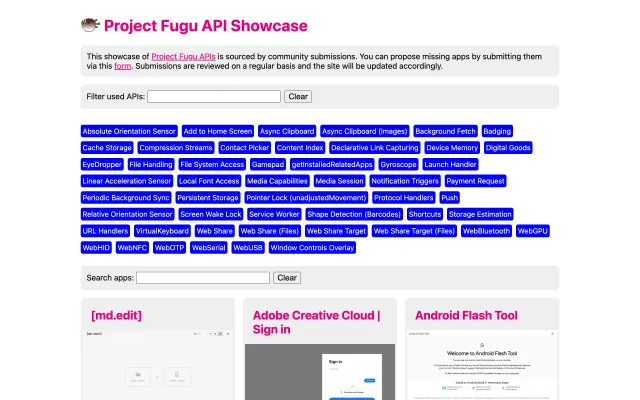 Project Fugu API Showcase
This showcase of Project Fugu APIs is sourced by community submissions. You can propose missing apps by submitting them
via this form. Submissions are reviewed on a regular basis and the site will be updated accordingly.
Filter used APIs: Clear
Absolute Orientation Sensor Add to Home Screen Async Clipboard Async Clipboard (Images) Background Fetch Badging
Cache Storage Compression Streams Contact Picker Content Index Declarative Link Capturing Device Memory Digital Goods
EyeDropper File Handling File System Access Gamepad getInstalledRelatedApps Gyroscope Launch Handler
Linear Acceleration Sensor Local Font Access Media Capabilities Media Session Notification Triggers Payment Request
Periodic Background Sync Persistent Storage Pointer Lock (unadjustedMovement) Protocol Handlers Push
Relative Orientation Sensor Screen Wake Lock Service Worker Shape Detection (Barcodes) Shortcuts Storage Estimation
URL Handlers VirtualKeyboard Web Share Web Share (Files) Web Share Target Web Share Target (Files) WebBluetooth WebGPU
WebHID WebNFC WebOTP WebSerial WebUSB Window Controls Overlay
Search apps: Clear
[md.edit]
Adobe Creative Cloud |
Sign in
Android Flash Tool
[md.edit]
Sign in
Android Flash Tool
Welcome to Android Flash Tool